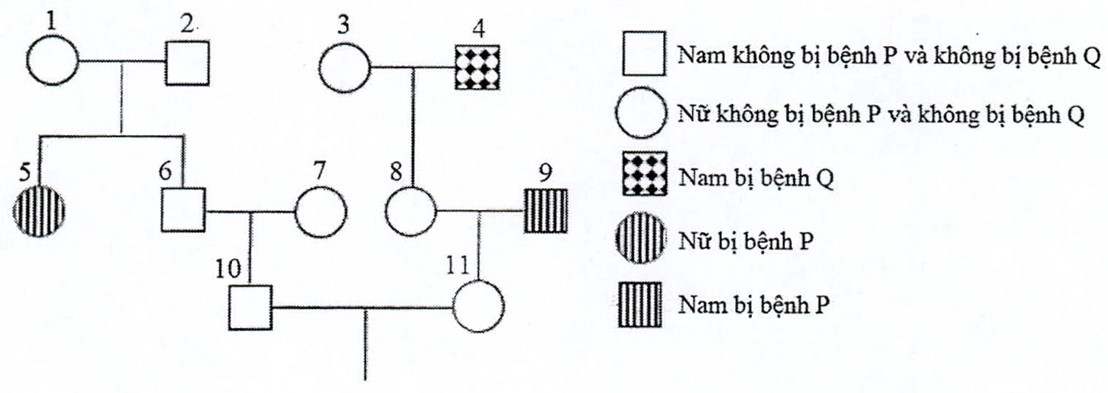 1
2
3
4
5
6
7
8
9
10
11
Nam không bị bệnh P và không bị bệnh Q
Nữ không bị bệnh P và không bị bệnh Q
Nam bị bệnh Q
Nữ bị bệnh P
Nam bị bệnh P